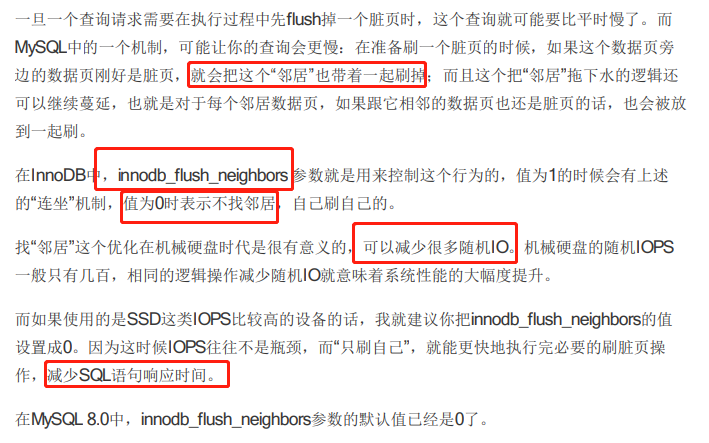 一旦一个查询请求需要在执行过程中先flush掉一个脏页时，这个查询就可能要比平时慢了。而
MySQL中的一个机制，可能让你的查询会更慢：在准备刷一个脏页的时候，如果这个数据页旁
边的数据页刚好是脏页，就会把这个“邻居”也带着一起刷掉；而且这个把“邻居”拖下水的逻辑还
可以继续蔓延，也就是对于每个邻居数据页，如果跟它相邻的数据页也还是脏页的话，也会被放
到一起刷。
在InnoDB中，innodb_flush_neighbors 参数就是用来控制这个行为的，值为1的时候会有上述
的“连坐”机制，值为0时表示不找邻居，自己刷自己的。
找“邻居”这个优化在机械硬盘时代是很有意义的，可以减少很多随机IO。机械硬盘的随机IOPS
一般只有几百，相同的逻辑操作减少随机IO就意味着系统性能的大幅度提升。
而如果使用的是SSD这类IOPS比较高的设备的话，我就建议你把innodb_flush_neighbors的值
设置成0。因为这时候IOPS往往不是瓶颈，而“只刷自己”，就能更快地执行完必要的刷脏页操
作，减少SQL语句响应时间。
在MySQL 8.0中，innodb_flush_neighbors参数的默认值已经是0了。